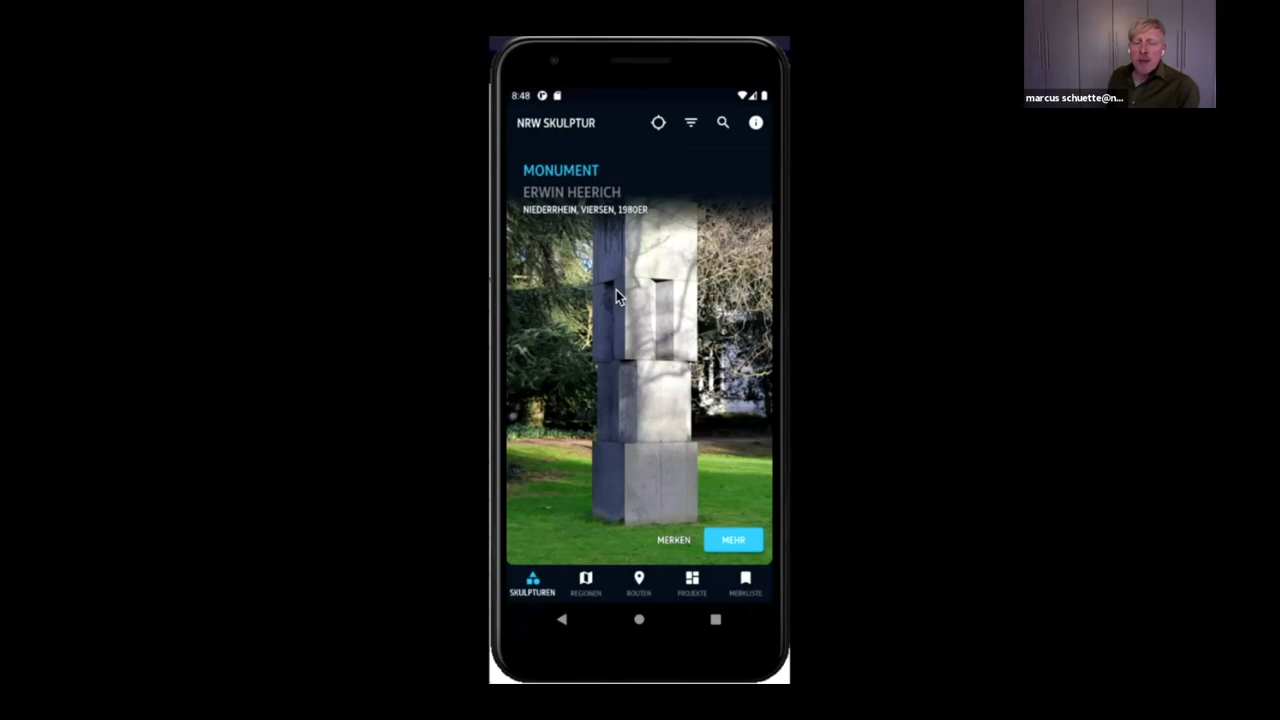 marcus schuette@n...
8:48
NRW SKULPTUR
MONUMENT
ERWIN HEERICH
NIEDERRHEIN, VIERSEN, 1980ER
MERKEN
MEHR
SKULPTUREN
REGIONEN
ROUTEN
PROJEKTE
MERKLISTE